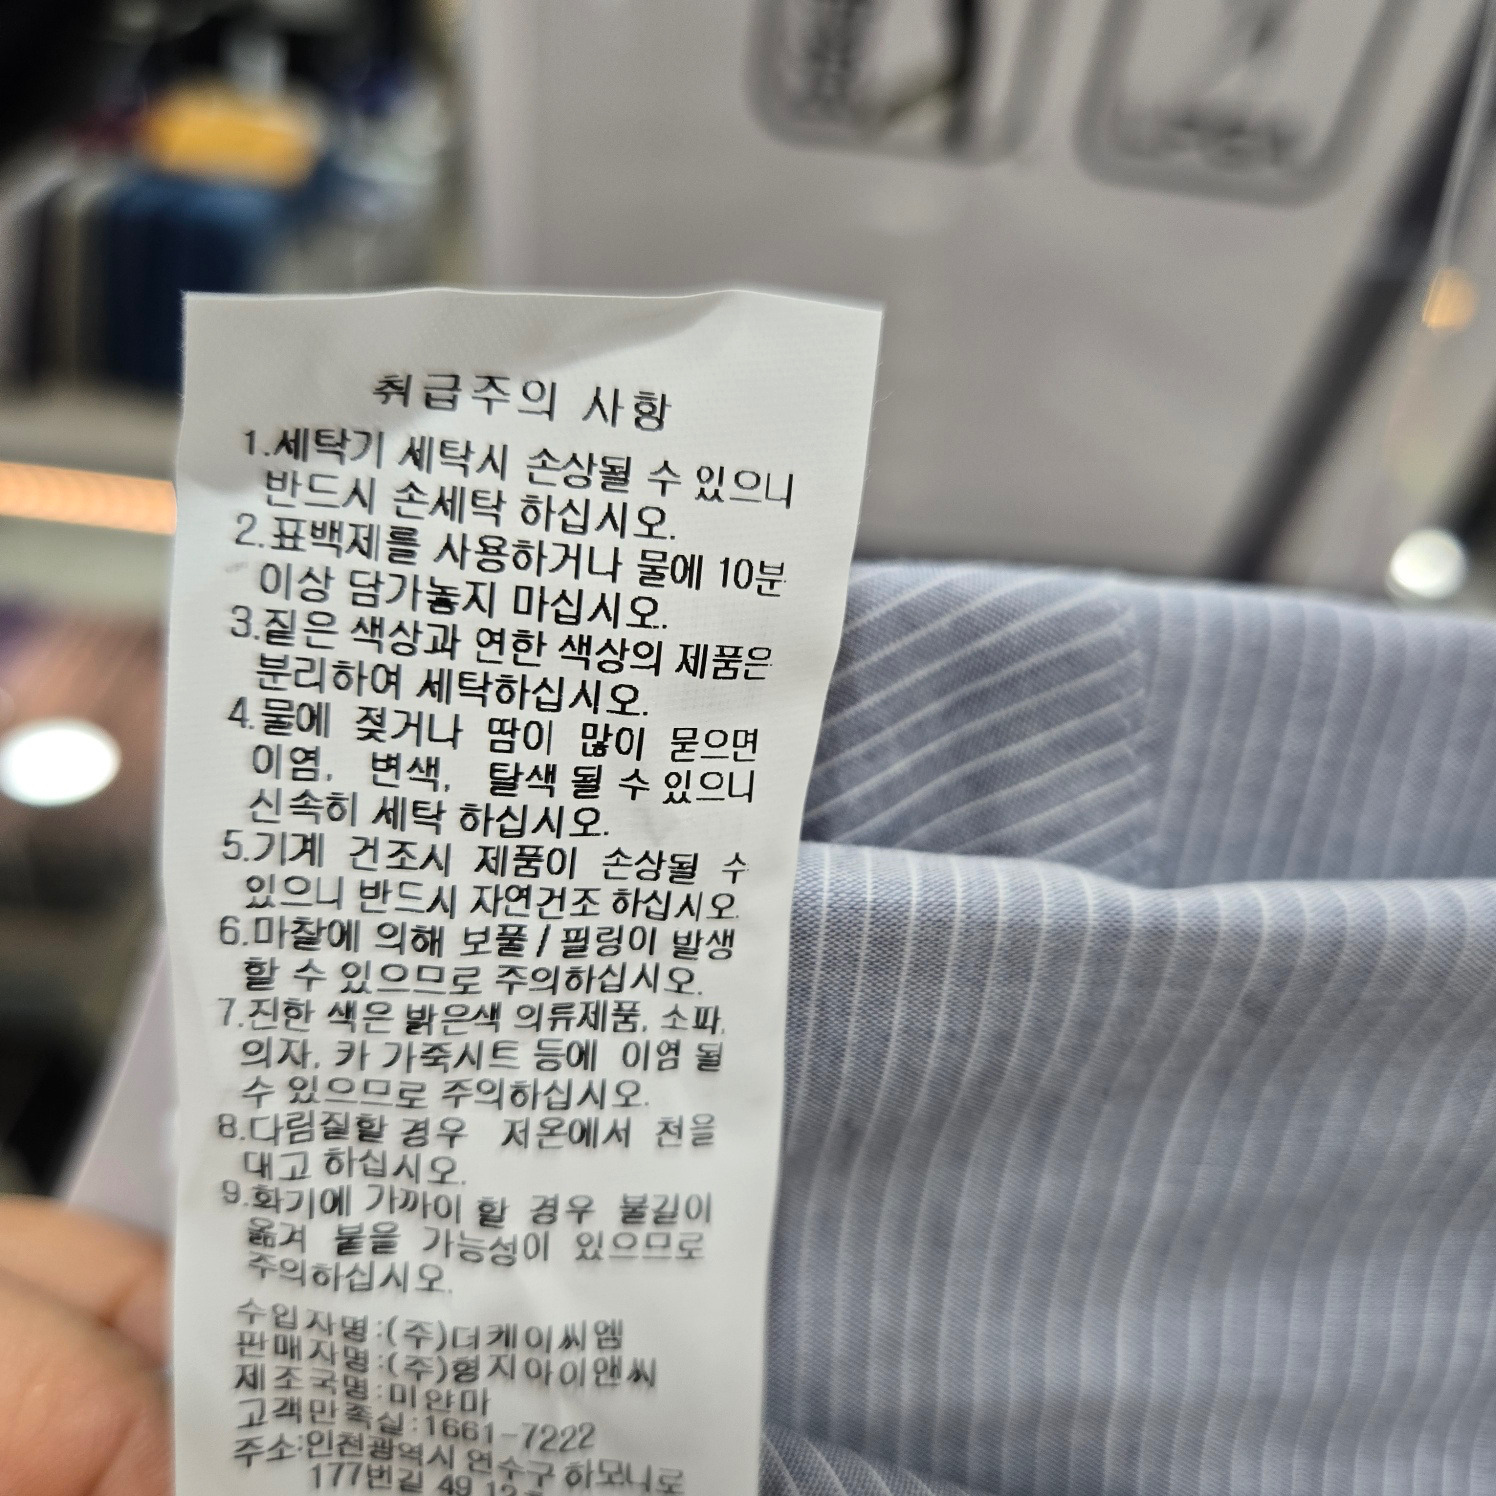 취급주의 사항
1.세탁기 세탁시 손상될 수 있으니
반드시 손세탁 하십시오.
2.표백제를 사용하거나 물에 10분
이상 담가놓지 마십시오.
3.짙은 색상과 연한 색상의 제품은
분리하여 세탁하십시오.
4.물에 젖거나 땀이 많이 묻으면
이염, 변색, 탈색 될 수 있으니
신속히 세탁 하십시오.
5.기계 건조시 제품이 손상될 수
있으니 반드시 자연건조 하십시오.
6.마찰에 의해 보풀/필링이 발생
할 수 있으므로 주의하십시오.
7.진한 색은 밝은색 의류제품, 소파,
의자, 카 가죽시트 등에 이염 될
수 있으므로 주의하십시오.
8.다림질할 경우 저온에서 천을
대고 하십시오.
9.화기에 가까이 할 경우 불길이
옮겨 붙을 가능성이 있으므로
주의하십시오.
수입자명:(주)더케이씨엠
판매자명:(주)형지아이앤씨
제조국명:미얀마
고객만족실:1661-7222
주소:인천광역시 연수구 하모니로
177번길 49